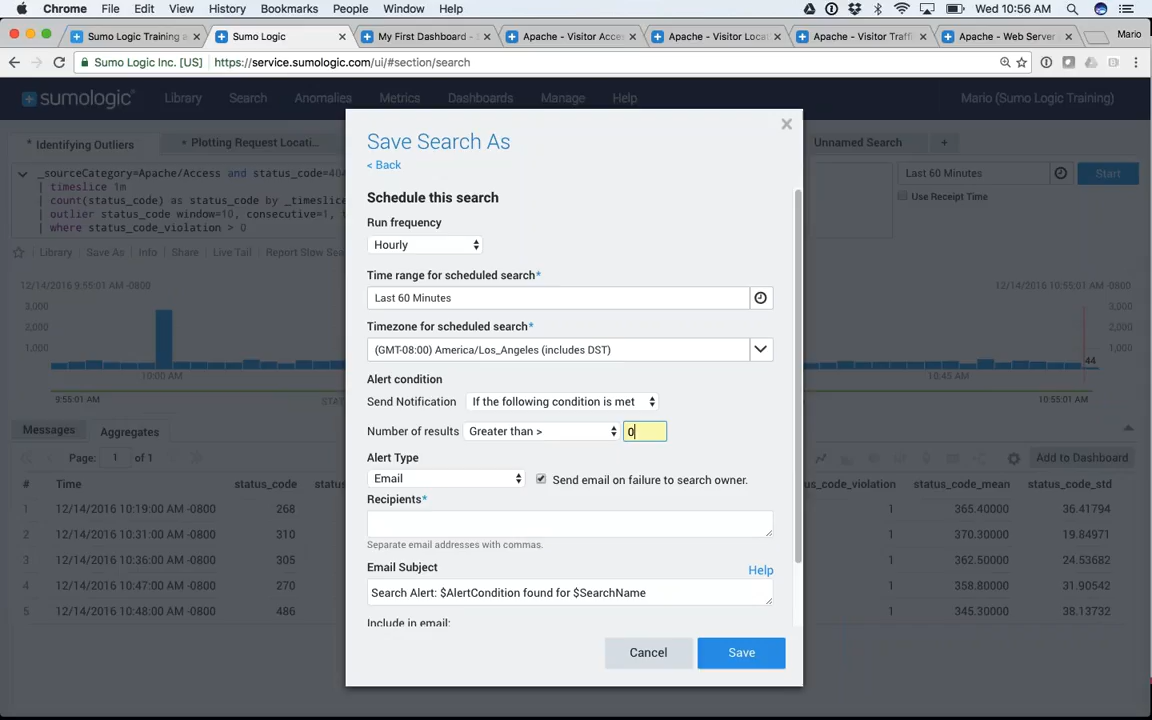 Chrome File Edit View History Bookmarks People Window Help Wed 10:56 AM
Sumo Logic Training a Sumo Logic My First Dashboard - S Apache - Visitor Acces Apache - Visitor Locat Apache - Visitor Traffi Apache - Web Server Mario
Sumo Logic Inc. [US] https://service.sumologic.com/ui/#section/search
sumologic Library Search Anomalies Metrics Dashboards Manage Help Mario (Sumo Logic Training)
* Identifying Outliers * Plotting Request Locati... Unnamed Search +
_sourceCategory=Apache/Access and status_code=404
| timeslice 1m
| count(status_code) as status_code by _timeslice
| outlier status_code window=10, consecutive=1,
| where status_code_violation > 0
Last 60 Minutes Start
Use Receipt Time
Library Save As Info Share Live Tail Report Slow Sea
12/14/2016 9:55:01 AM -0800 12/14/2016 10:55:01 AM -0800
3,000 3,000
2,000 2,000
1,000 1,000
44
10:00 AM 10:45 AM
9:55:01 AM 10:55:01 AM
Messages Aggregates
Page: 1 of 1 Add to Dashboard
# Time status_code status_code_violation status_code_mean status_code_std
1 12/14/2016 10:19:00 AM -0800 268 1 365.40000 36.41794
2 12/14/2016 10:31:00 AM -0800 310 1 370.30000 19.84971
3 12/14/2016 10:36:00 AM -0800 305 1 362.50000 24.53682
4 12/14/2016 10:47:00 AM -0800 270 1 358.80000 31.90542
5 12/14/2016 10:48:00 AM -0800 486 1 345.30000 38.13732
Save Search As
< Back
Schedule this search
Run frequency
Hourly
Time range for scheduled search*
Last 60 Minutes
Timezone for scheduled search*
(GMT-08:00) America/Los_Angeles (includes DST)
Alert condition
Send Notification If the following condition is met
Number of results Greater than > 0
Alert Type
Email Send email on failure to search owner.
Recipients*
Separate email addresses with commas.
Email Subject Help
Search Alert: $AlertCondition found for $SearchName
Include in email:
Cancel Save